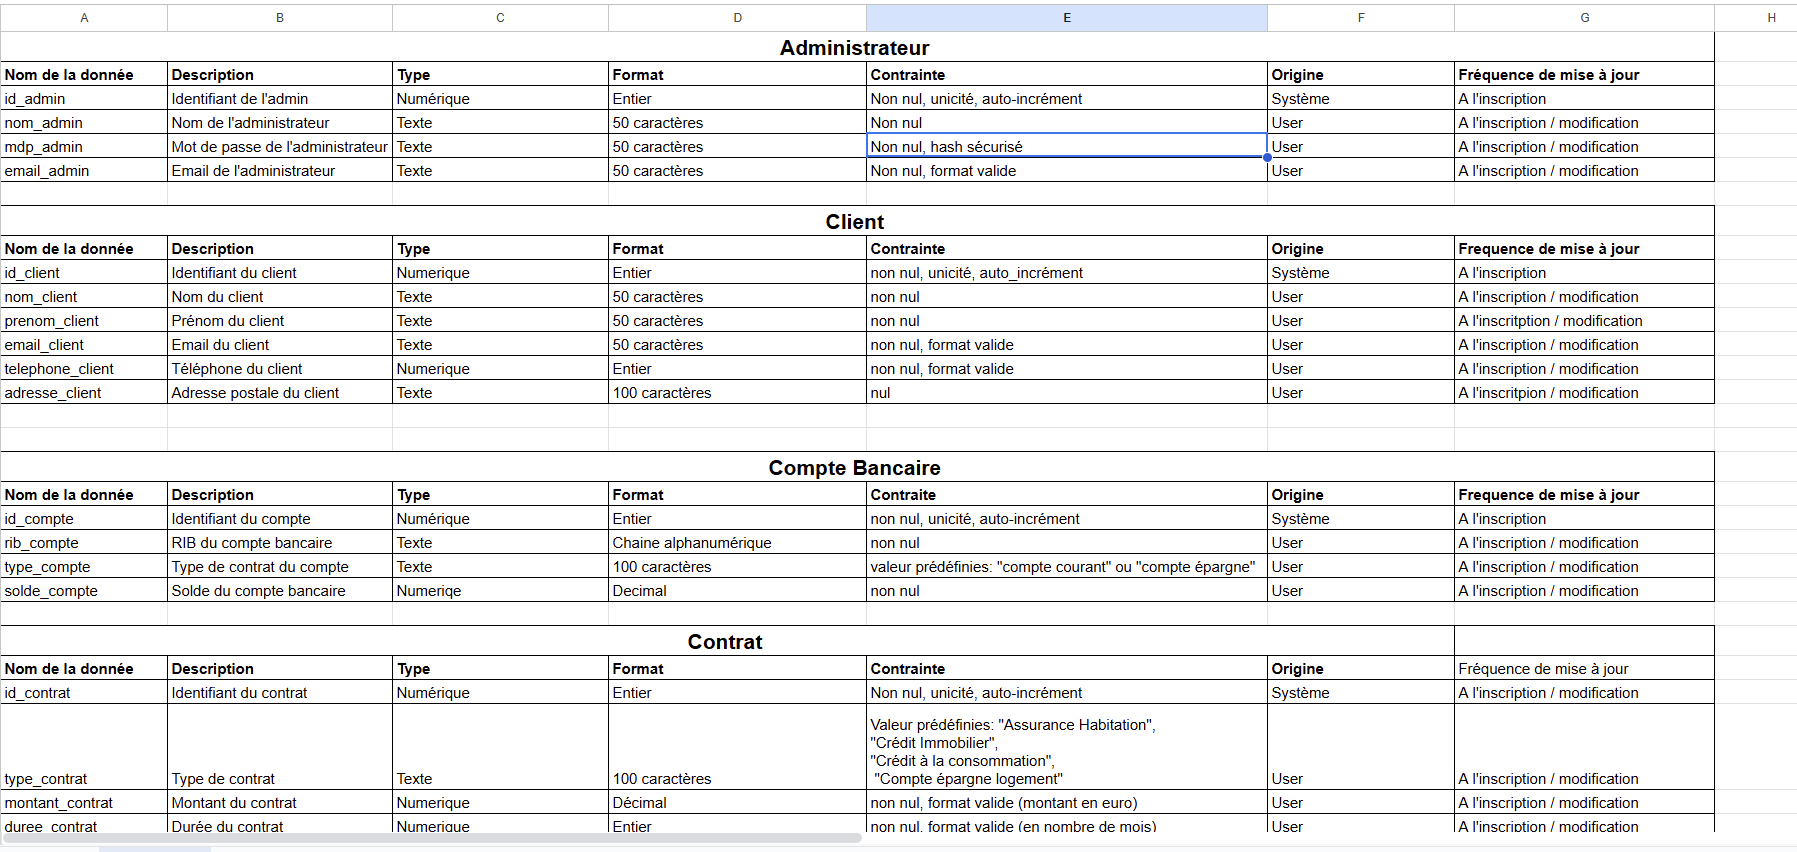 A B C D E F G H
Administrateur
Nom de la donnée Description Type Format Contrainte Origine Fréquence de mise à jour
id_admin Identifiant de l'admin Numérique Entier Non nul, unicité, auto-incrément Système A l'inscription
nom_admin Nom de l'administrateur Texte 50 caractères Non nul User A l'inscription / modification
mdp_admin Mot de passe de l'administrateur Texte 50 caractères Non nul, hash sécurisé User A l'inscription / modification
email_admin Email de l'administrateur Texte 50 caractères Non nul, format valide User A l'inscription / modification
Client
Nom de la donnée Description Type Format Contrainte Origine Frequence de mise à jour
id_client Identifiant du client Numerique Entier non nul, unicité, auto_incrément Système A l'inscription
nom_client Nom du client Texte 50 caractères non nul User A l'inscription / modification
prenom_client Prénom du client Texte 50 caractères non nul User A l'inscritption / modification
email_client Email du client Texte 50 caractères non nul, format valide User A l'inscription / modification
telephone_client Téléphone du client Numerique Entier non nul, format valide User A l'inscription / modification
adresse_client Adresse postale du client Texte 100 caractères nul User A l'inscritpion / modification
Compte Bancaire
Nom de la donnée Description Type Format Contraite Origine Frequence de mise à jour
id_compte Identifiant du compte Numérique Entier non nul, unicité, auto-incrément Système A l'inscription
rib_compte RIB du compte bancaire Texte Chaine alphanumérique non nul User A l'inscription / modification
type_compte Type de contrat du compte Texte 100 caractères valeur prédéfinies: "compte courant" ou "compte épargne" User A l'inscription / modification
solde_compte Solde du compte bancaire Numeriqe Decimal non nul User A l'inscription / modification
Contrat
Nom de la donnée Description Type Format Contrainte Origine Fréquence de mise à jour
id_contrat Identifiant du contrat Numérique Entier Non nul, unicité, auto-incrément Système A l'inscription / modification
Valeur prédéfinies: "Assurance Habitation",
"Crédit Immobilier",
"Crédit à la consommation",
type_contrat Type de contrat Texte 100 caractères "Compte épargne logement" User A l'inscription / modification
montant_contrat Montant du contrat Numerique Décimal non nul, format valide (montant en euro) User A l'inscription / modification
duree_contrat Durée du contrat Numerique Entier non nul, format valide (en nombre de mois) User A l'inscription / modification